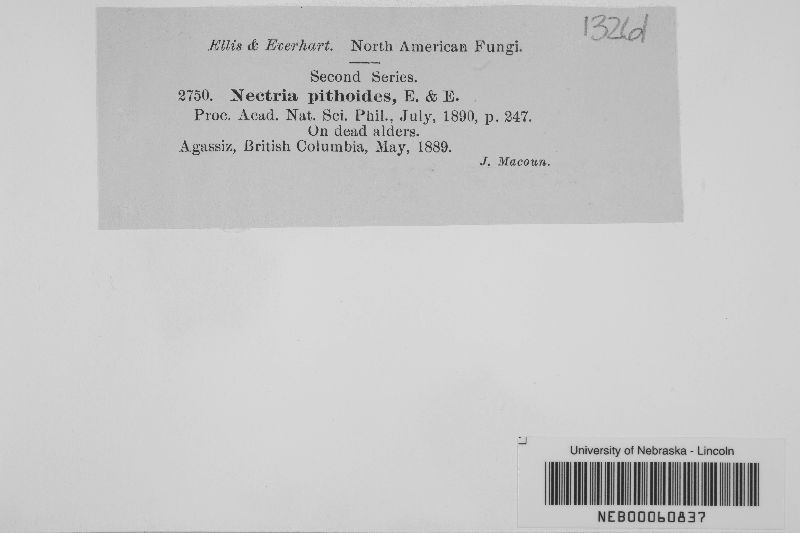 1326d
Ellis & Everhart. North American Fungi.
Second Series.
2750. Nectria pithoides, E. & E.
Proc. Acad. Nat. Sci. Phil., July, 1890, p. 247.
On dead alders.
Agassiz, British Columbia, May, 1889.
J. Macoun.
University of Nebraska - Lincoln
NEB00060837